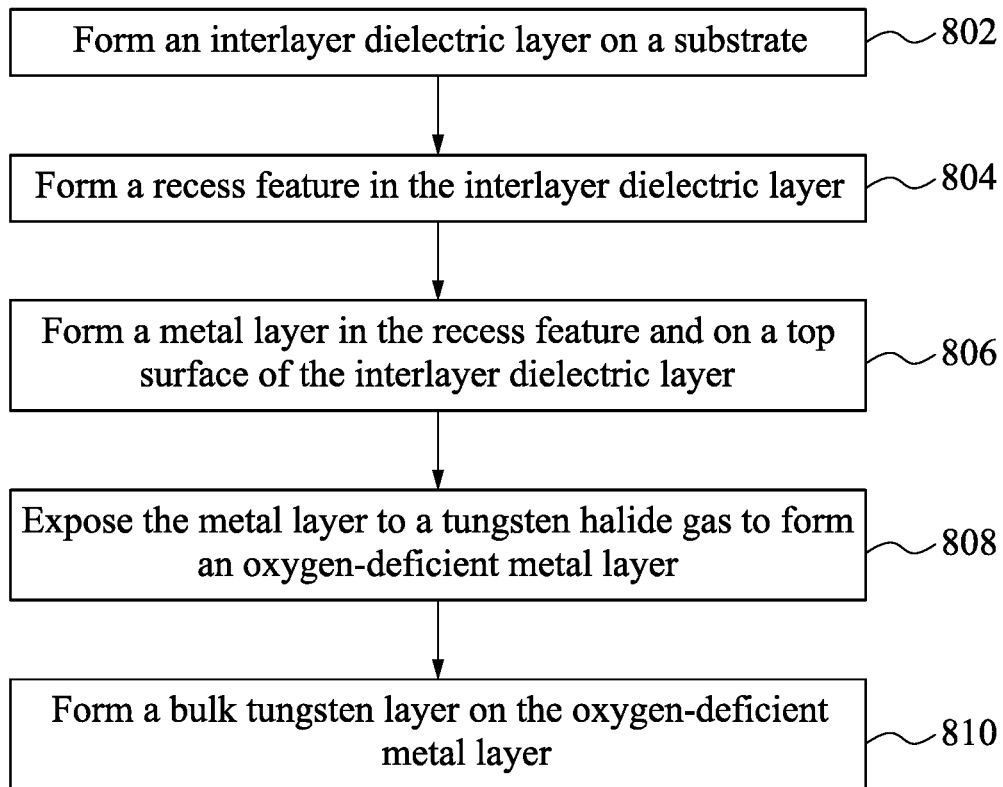 Form an interlayer dielectric layer on a substrate
802
Form a recess feature in the interlayer dielectric layer
804
Form a metal layer in the recess feature and on a top
surface of the interlayer dielectric layer
806
Expose the metal layer to a tungsten halide gas to form
an oxygen-deficient metal layer
808
Form a bulk tungsten layer on the oxygen-deficient
metal layer
810